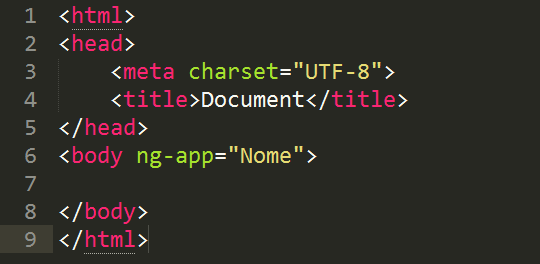 1 <html>
2 <head>
3     <meta charset="UTF-8">
4     <title>Document</title>
5 </head>
6 <body ng-app="Nome">
7
8 </body>
9 </html>